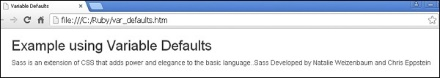 Variable Defaults
file:///C:/Ruby/var_defaults.htm
Example using Variable Defaults
Sass is an extension of CSS that adds power and elegance to the basic language..Sass Developed by Natalie Weizenbaum and Chris Eppstein